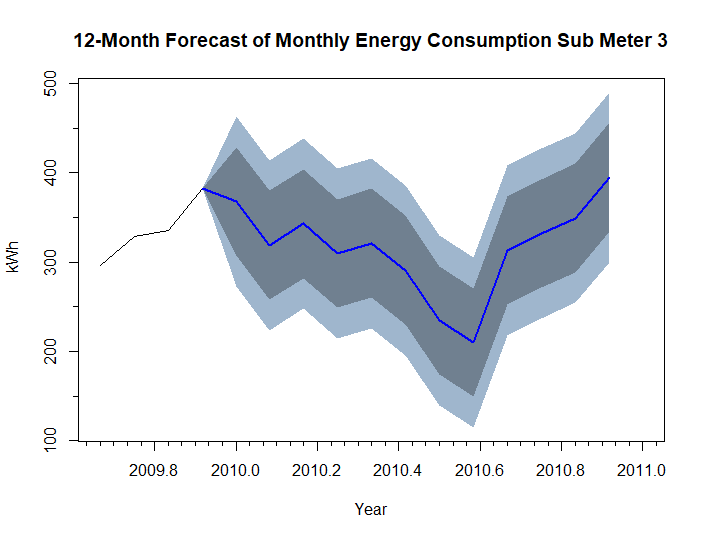 12-Month Forecast of Monthly Energy Consumption Sub Meter 3
500
400
300
200
100
kWh
2009.8 2010.0 2010.2 2010.4 2010.6 2010.8 2011.0
Year